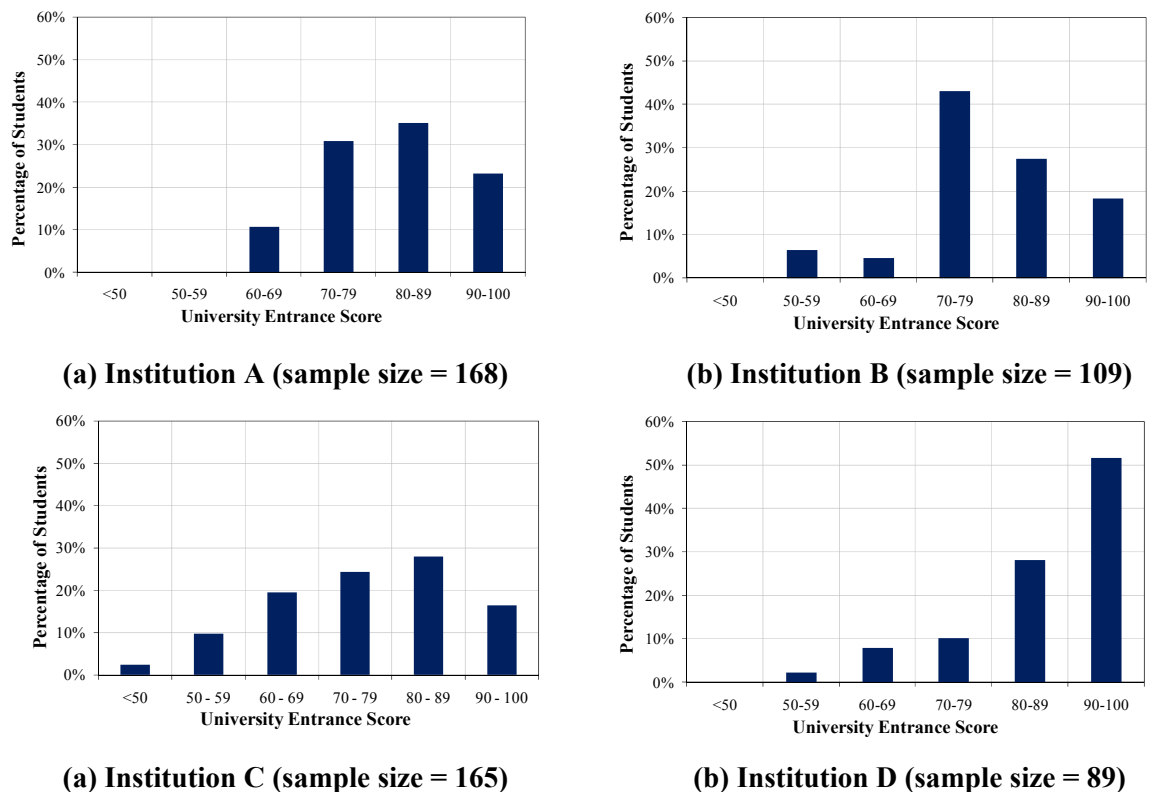 60%
50%
40%
30%
20%
10%
0%
Percentage of Students
<50 50-59 60-69 70-79 80-89 90-100
University Entrance Score
(a) Institution A (sample size = 168)
60%
50%
40%
30%
20%
10%
0%
Percentage of Students
<50 50-59 60-69 70-79 80-89 90-100
University Entrance Score
(b) Institution B (sample size = 109)
60%
50%
40%
30%
20%
10%
0%
Percentage of Students
<50 50 - 59 60 - 69 70 - 79 80 - 89 90 - 100
University Entrance Score
(a) Institution C (sample size = 165)
60%
50%
40%
30%
20%
10%
0%
Percentage of Students
<50 50-59 60-69 70-79 80-89 90-100
University Entrance Score
(b) Institution D (sample size = 89)